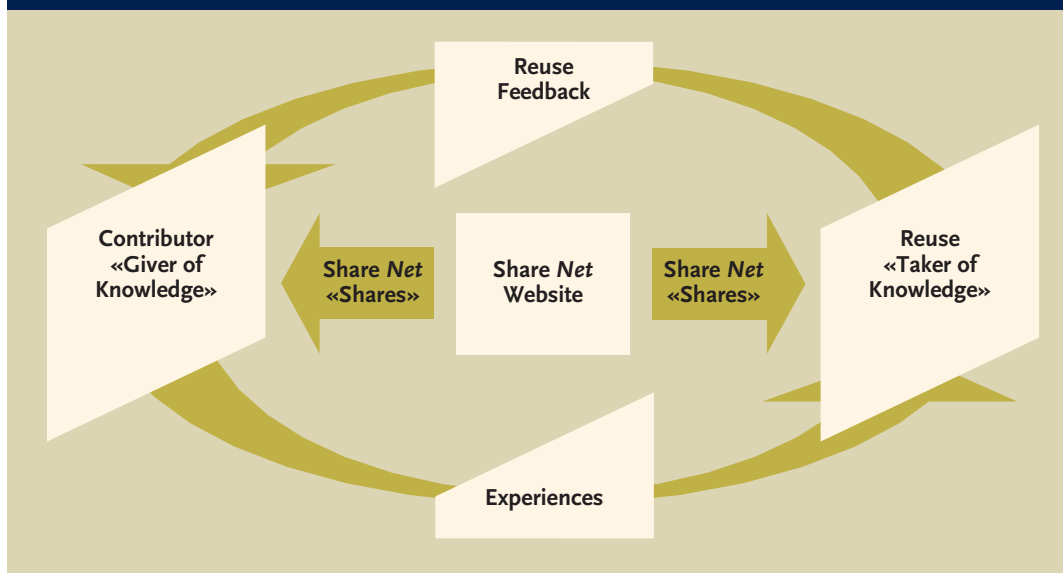 Reuse
Feedback
Contributor
«Giver of
Knowledge»
Share Net
«Shares»
Share Net
Website
Share Net
«Shares»
Reuse
«Taker of
Knowledge»
Experiences